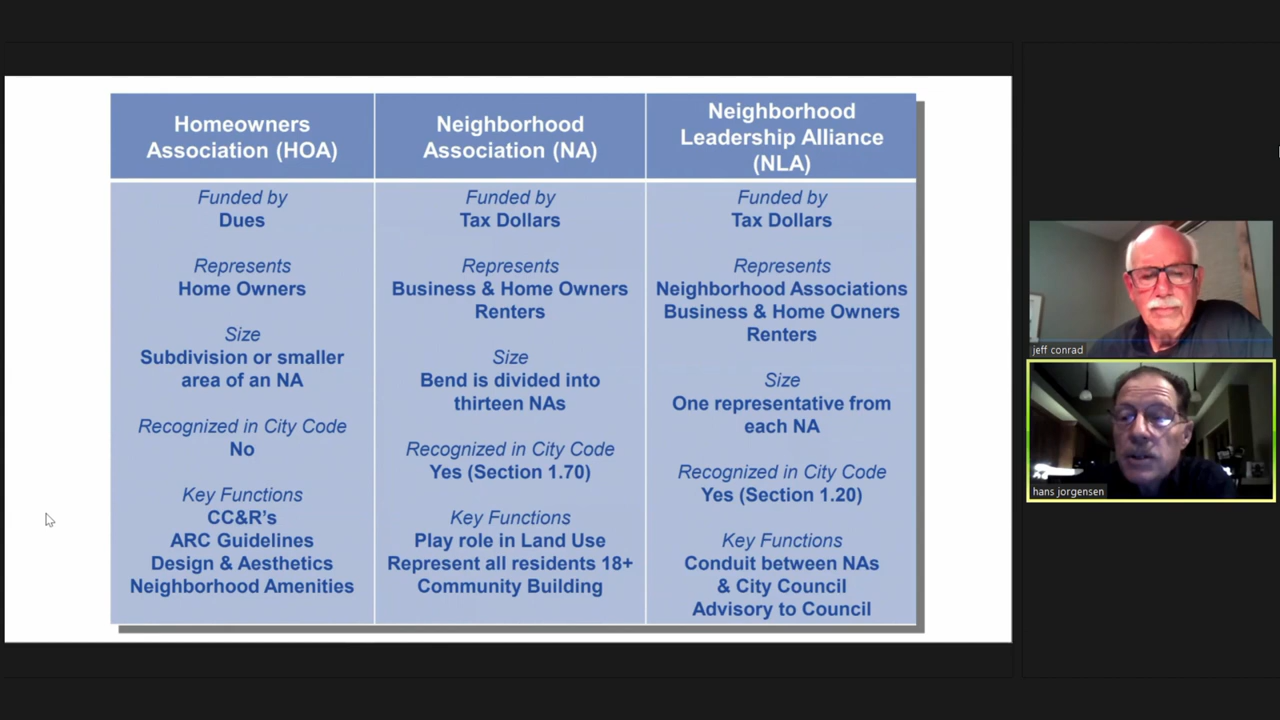 Homeowners
Association (HOA)
Funded by
Dues
Represents
Home Owners
Size
Subdivision or smaller
area of an NA
Recognized in City Code
No
Key Functions
CC&R’s
ARC Guidelines
Design & Aesthetics
Neighborhood Amenities
Neighborhood
Association (NA)
Funded by
Tax Dollars
Represents
Business & Home Owners
Renters
Size
Bend is divided into
thirteen NAs
Recognized in City Code
Yes (Section 1.70)
Key Functions
Play role in Land Use
Represent all residents 18+
Community Building
Neighborhood
Leadership Alliance
(NLA)
Funded by
Tax Dollars
Represents
Neighborhood Associations
Business & Home Owners
Renters
Size
One representative from
each NA
Recognized in City Code
Yes (Section 1.20)
Key Functions
Conduit between NAs
& City Council
Advisory to Council
jeff conrad
hans jorgensen